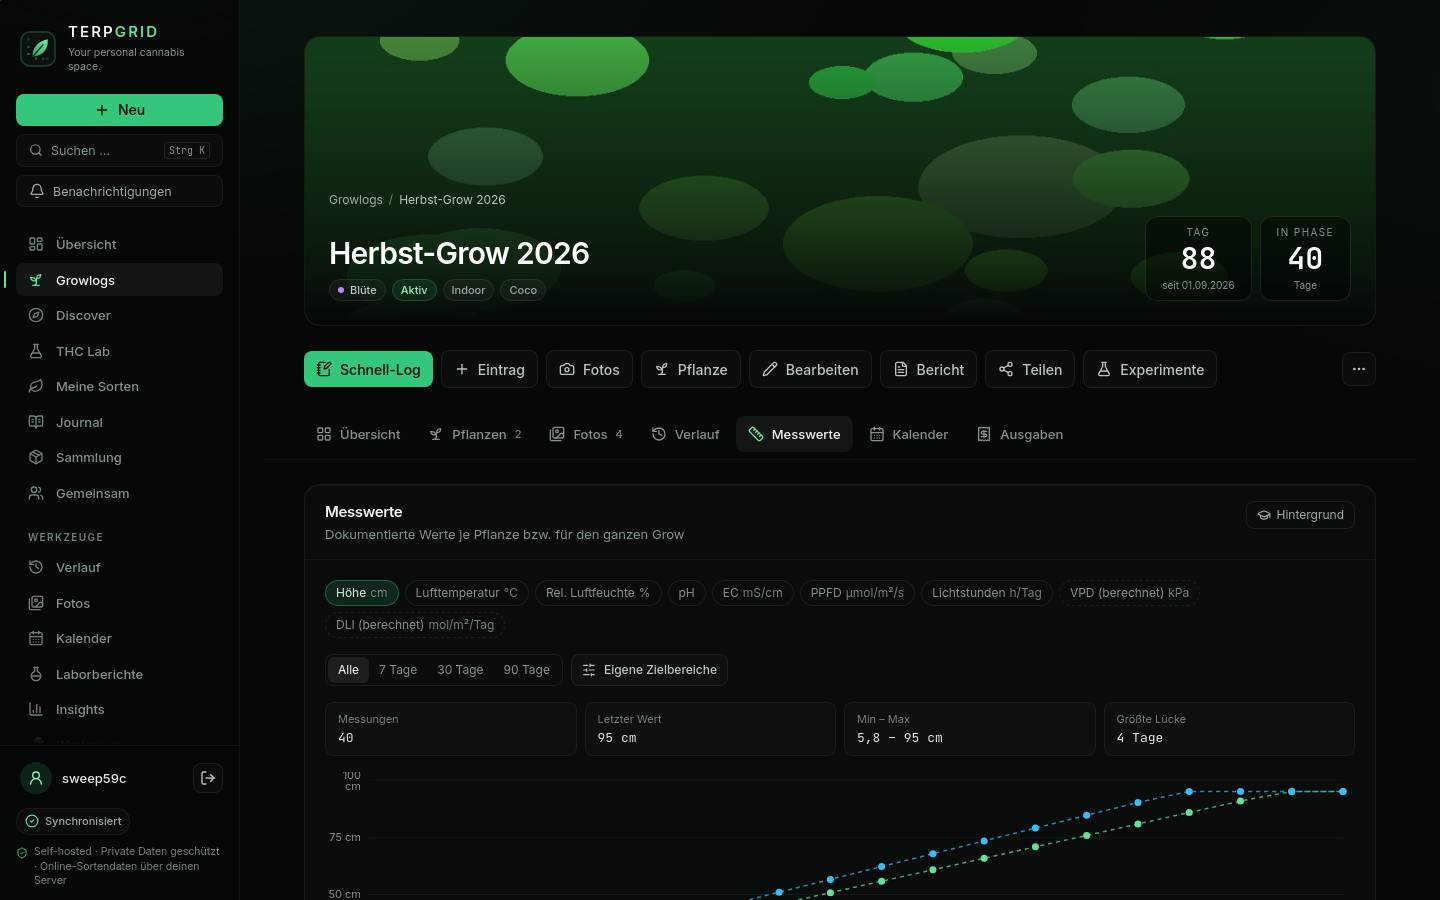 TERPGRID
Your personal cannabis
space.
Neu
Suchen ... Strg K
Benachrichtigungen
Übersicht
Growlogs
Discover
THC Lab
Meine Sorten
Journal
Sammlung
Gemeinsam
WERKZEUGE
Verlauf
Fotos
Kalender
Laborberichte
Insights
sweep59c
Synchronisiert
Self-hosted · Private Daten geschützt
· Online-Sortendaten über deinen
Server
Growlogs / Herbst-Grow 2026
Herbst-Grow 2026
Blüte Aktiv Indoor Coco
TAG
88
seit 01.09.2026
IN PHASE
40
Tage
Schnell-Log Eintrag Fotos Pflanze Bearbeiten Bericht Teilen Experimente
Übersicht Pflanzen 2 Fotos 4 Verlauf Messwerte Kalender Ausgaben
Messwerte
Dokumentierte Werte je Pflanze bzw. für den ganzen Grow
Hintergrund
Höhe cm Lufttemperatur °C Rel. Luftfeuchte % pH EC mS/cm PPFD µmol/m²/s Lichtstunden h/Tag VPD (berechnet) kPa
DLI (berechnet) mol/m²/Tag
Alle 7 Tage 30 Tage 90 Tage Eigene Zielbereiche
Messungen
40
Letzter Wert
95 cm
Min – Max
5,8 – 95 cm
Größte Lücke
4 Tage
100
cm
75 cm
50 cm